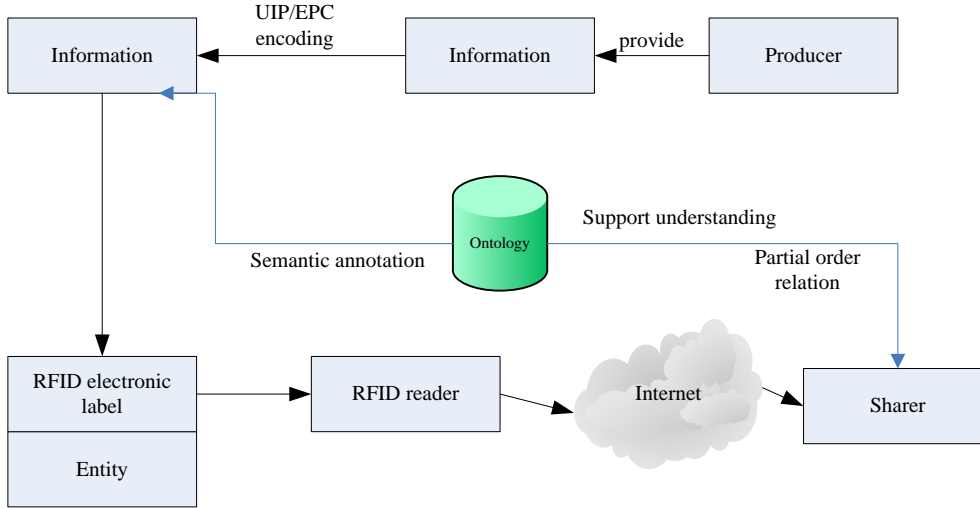 UIP/EPC
encoding
Information
Information
provide
Producer
Ontology
Support understanding
Semantic annotation
Partial order
relation
RFID electronic
label
RFID reader
Internet
Sharer
Entity